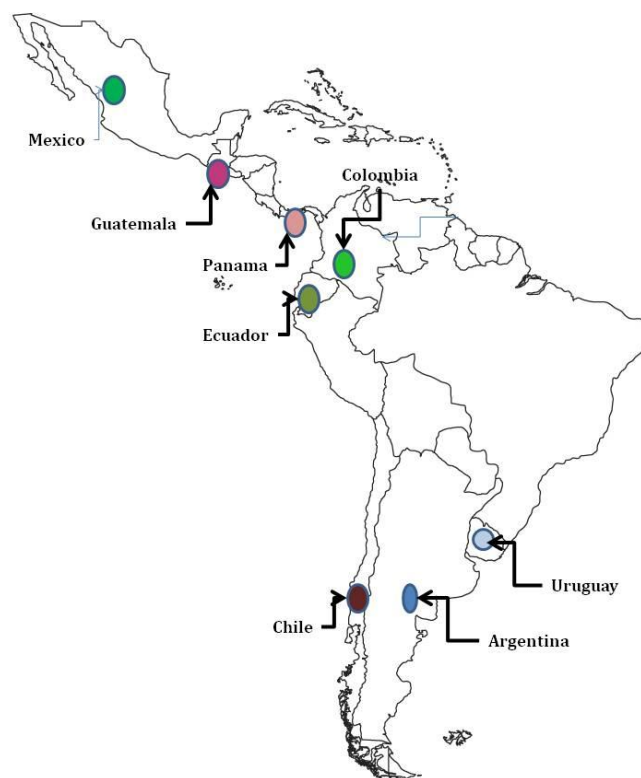 Mexico
Colombia
Guatemala
Panama
Ecuador
Uruguay
Chile
Argentina